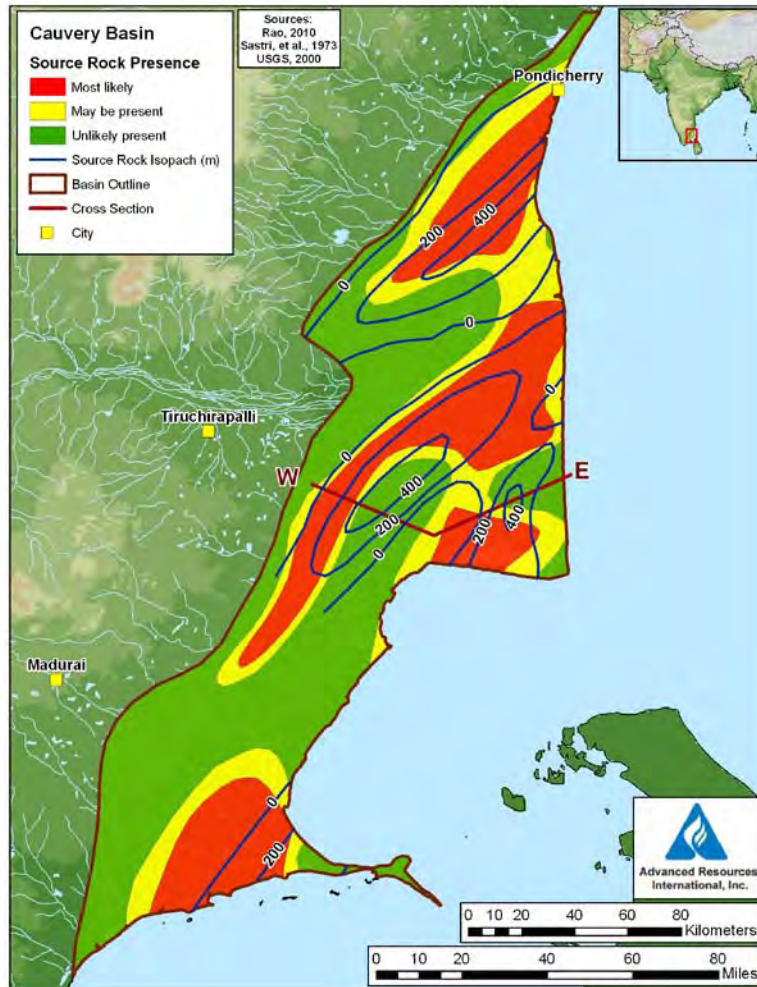 Cauvery Basin
Source Rock Presence
Most likely
May be present
Unlikely present
Source Rock Isopach (m)
Basin Outline
Cross Section
City
Sources:
Rao, 2010
Sastri, et al., 1973
USGS, 2000
Pondicherry
200
400
0
0
0
Tiruchirapalli
0
W
E
400
200
400
200
0
Madurai
0
200
Advanced Resources
International, Inc.
0 20 40 60 80
Kilometers
0 20 40 60 80
Miles